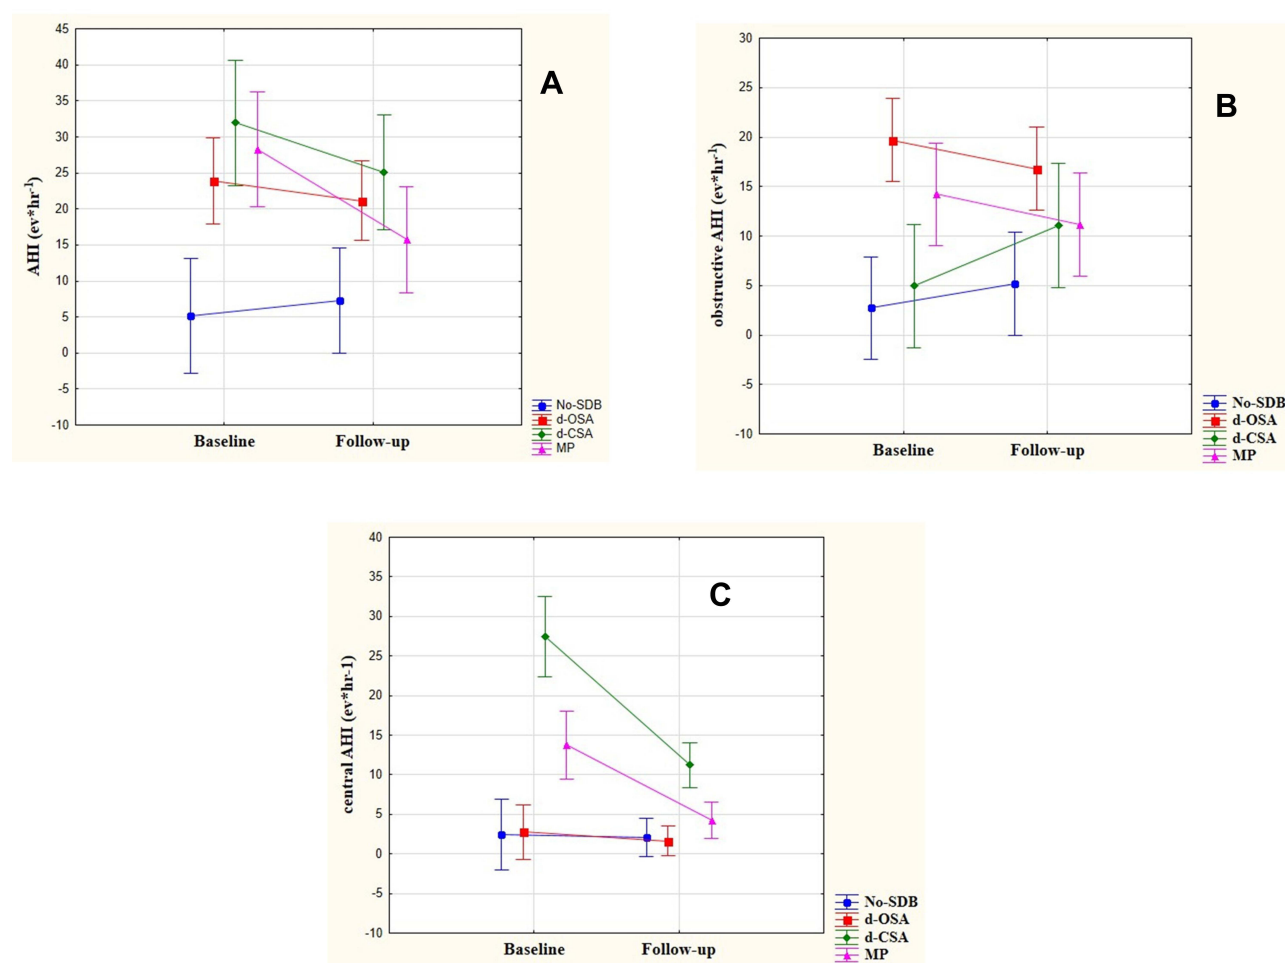 45
40
35
30
25
20
15
10
5
0
-5
-10
AHI (ev*hr-1)
A
Baseline Follow-up
No-SDB
d-OSA
d-CSA
MP
30
25
20
15
10
5
0
-5
-10
obstructive AHI (ev*hr-1)
B
Baseline Follow-up
No-SDB
d-OSA
d-CSA
MP
40
35
30
25
20
15
10
5
0
-5
-10
central AHI (ev*hr-1)
C
Baseline Follow-up
No-SDB
d-OSA
d-CSA
MP